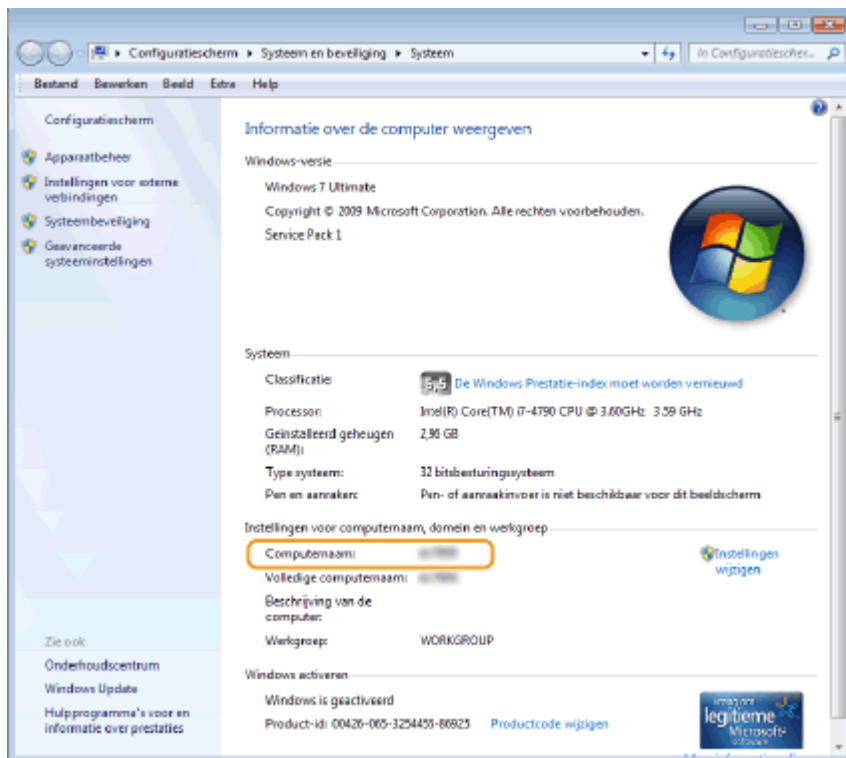 Configuratiescherm ▸ Systeem en beveiliging ▸ Systeem
In Configuratiescher...
Bestand Bewerken Beeld Extra Help
Configuratiescherm
Apparaatbeheer
Instellingen voor externe
verbindingen
Systeembeveiliging
Geavanceerde
systeeminstellingen
Zie ook
Onderhoudscentrum
Windows Update
Hulpprogramma's voor en
informatie over prestaties
Informatie over de computer weergeven
Windows-versie
Windows 7 Ultimate
Copyright © 2009 Microsoft Corporation. Alle rechten voorbehouden.
Service Pack 1
Systeem
Classificatie:
5,5 De Windows Prestatie-index moet worden vernieuwd
Processor: Intel(R) Core(TM) i7-4790 CPU @ 3.60GHz 3.59 GHz
Geïnstalleerd geheugen
(RAM): 2,96 GB
Type systeem: 32 bitsbesturingssysteem
Pen en aanraken: Pen- of aanraakinvoer is niet beschikbaar voor dit beeldscherm
Instellingen voor computernaam, domein en werkgroep
Computernaam:
Instellingen
wijzigen
Volledige computernaam:
Beschrijving van de
computer:
Werkgroep: WORKGROUP
Windows activeren
Windows is geactiveerd
Product-id: 00426-065-3254455-86925 Productcode wijzigen
legitieme
Microsoft
software